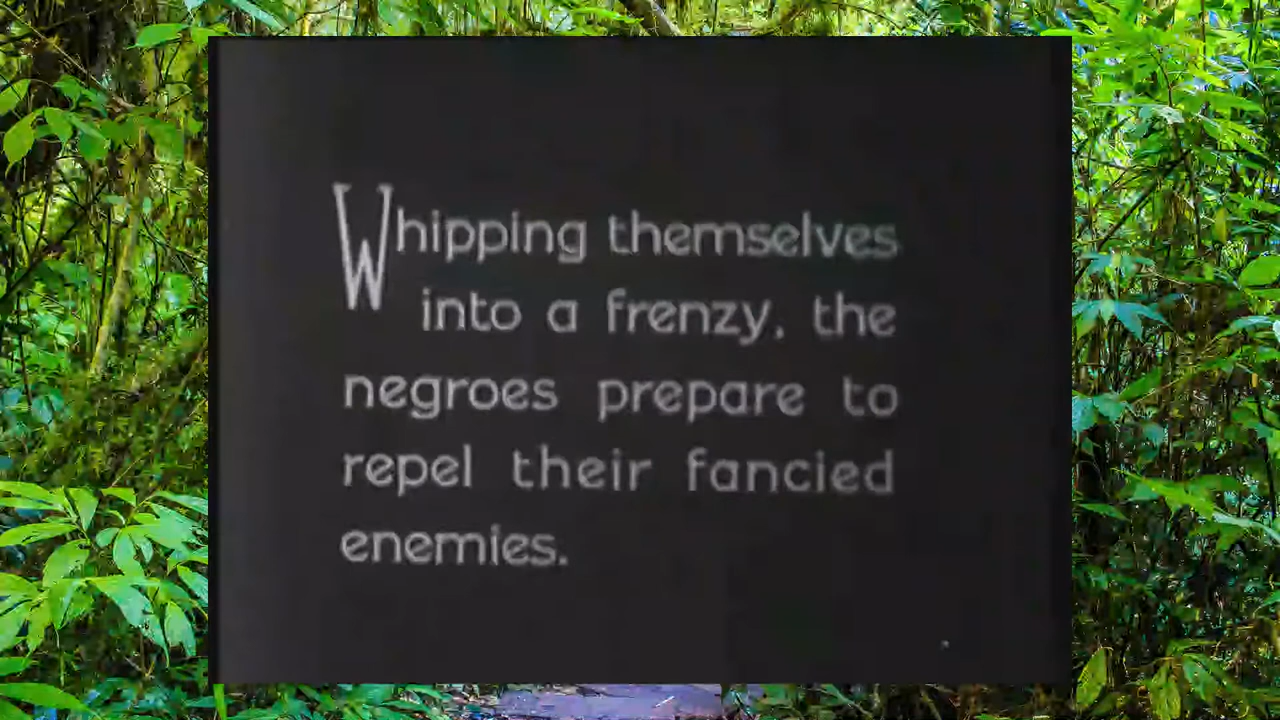 Whipping themselves
into a frenzy, the
negroes prepare to
repel their fancied
enemies.